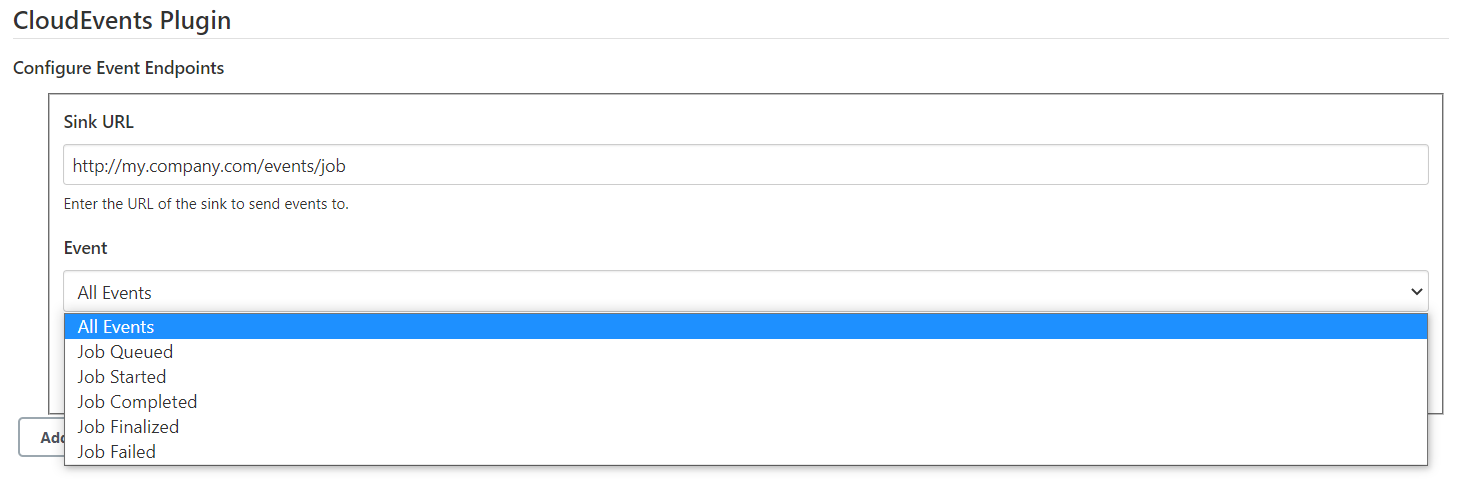 CloudEvents Plugin
Configure Event Endpoints
Sink URL
http://my.company.com/events/job
Enter the URL of the sink to send events to.
Event
All Events
All Events
Job Queued
Job Started
Job Completed
Job Finalized
Job Failed